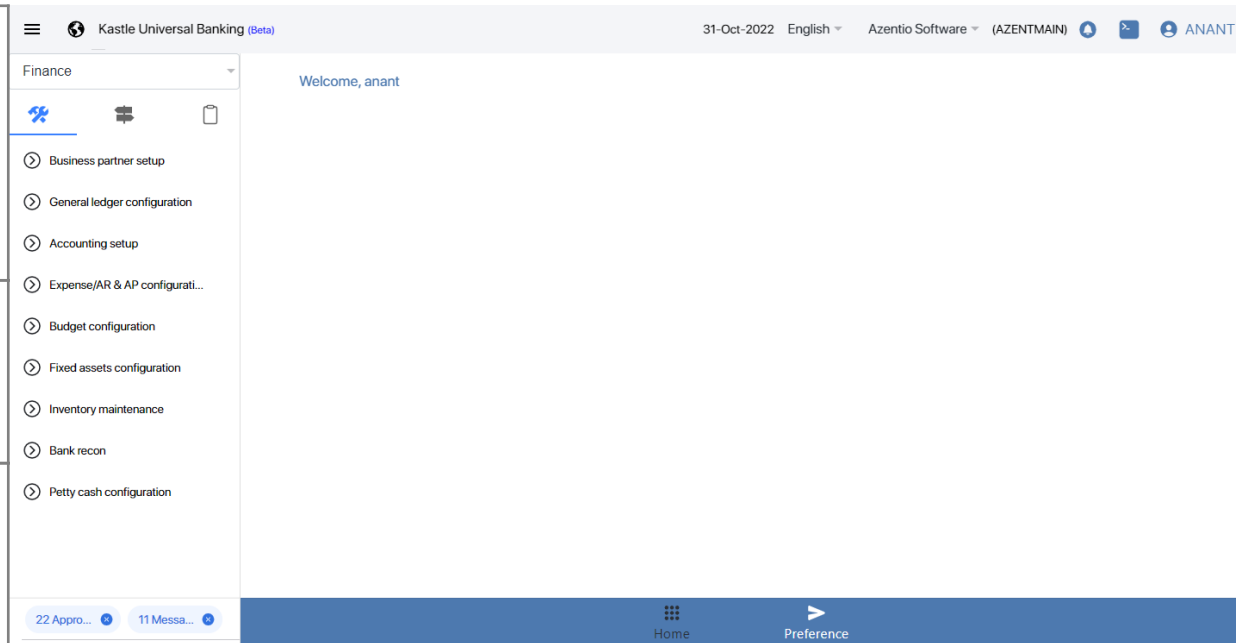 Kastle Universal Banking (Beta)
31-Oct-2022 English Azentio Software (AZENTMAIN) ANANT
Finance
Welcome, anant
Business partner setup
General ledger configuration
Accounting setup
Expense/AR & AP configurati...
Budget configuration
Fixed assets configuration
Inventory maintenance
Bank recon
Petty cash configuration
22 Appro... 11 Messa...
Home Preference